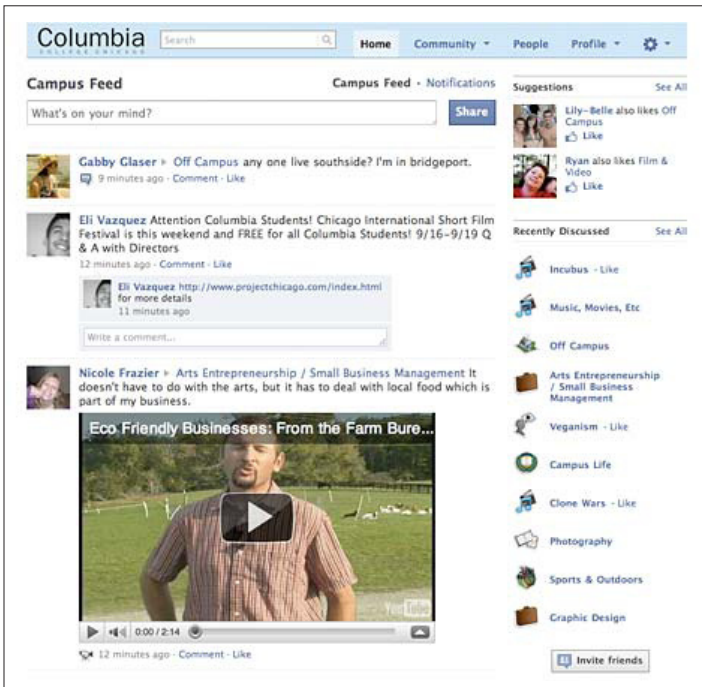 Columbia
COLLEGE CHICAGO
Search
Home
Community
People
Profile
Campus Feed
Campus Feed · Notifications
What's on your mind?
Share
Gabby Glaser ▸ Off Campus any one live southside? I'm in bridgeport.
9 minutes ago · Comment · Like
Eli Vazquez Attention Columbia Students! Chicago International Short Film
Festival is this weekend and FREE for all Columbia Students! 9/16-9/19 Q
& A with Directors
12 minutes ago · Comment · Like
Eli Vazquez http://www.projectchicago.com/index.html
for more details
11 minutes ago
Write a comment...
Nicole Frazier ▸ Arts Entrepreneurship / Small Business Management It
doesn't have to do with the arts, but it has to deal with local food which is
part of my business.
Eco Friendly Businesses: From the Farm Bure...
YouTube
0:00 / 2:14
12 minutes ago · Comment · Like
Suggestions
See All
Lily-Belle also likes Off
Campus
Like
Ryan also likes Film &
Video
Like
Recently Discussed
See All
Incubus - Like
Music, Movies, Etc
Off Campus
Arts Entrepreneurship
/ Small Business
Management
Veganism - Like
Campus Life
Clone Wars - Like
Photography
Sports & Outdoors
Graphic Design
Invite friends